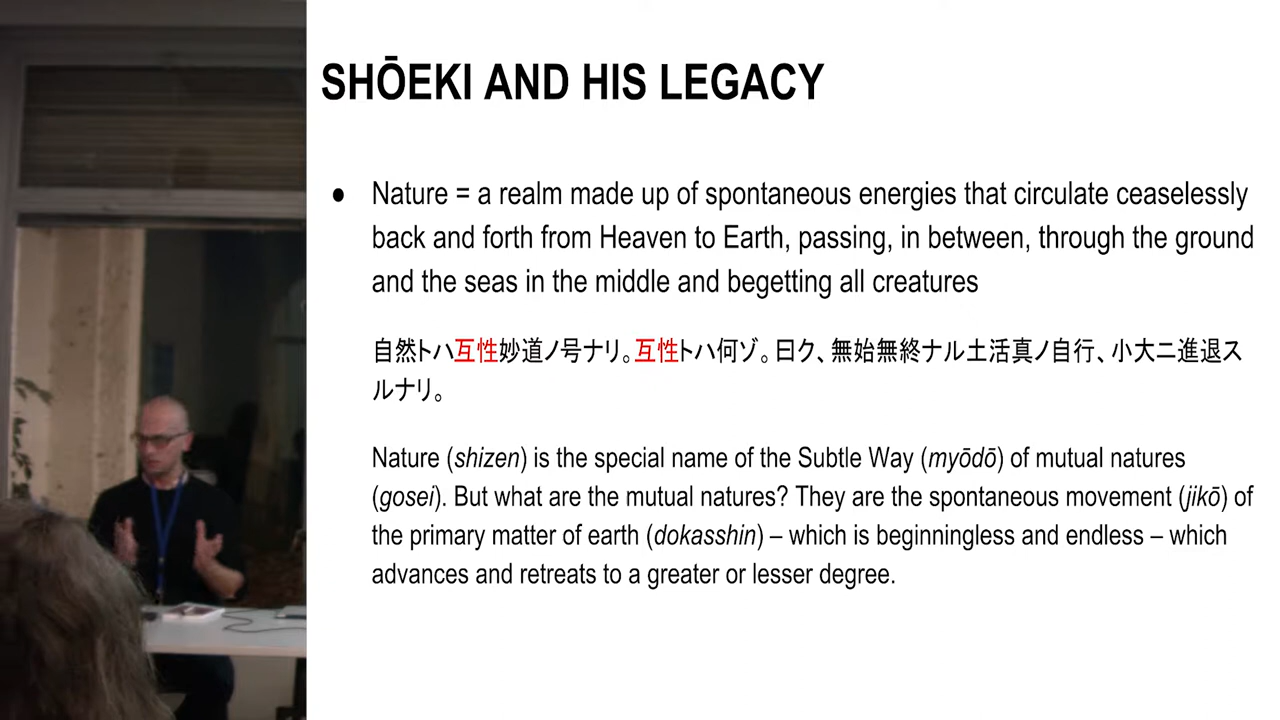 SHŌEKI AND HIS LEGACY
● Nature = a realm made up of spontaneous energies that circulate ceaselessly
back and forth from Heaven to Earth, passing, in between, through the ground
and the seas in the middle and begetting all creatures
自然トハ互性妙道ノ号ナリ。互性トハ何ゾ。曰ク、無始無終ナル土活真ノ自行、小大ニ進退ス
ルナリ。
Nature (shizen) is the special name of the Subtle Way (myōdō) of mutual natures
(gosei). But what are the mutual natures? They are the spontaneous movement (jikō) of
the primary matter of earth (dokasshin) – which is beginningless and endless – which
advances and retreats to a greater or lesser degree.